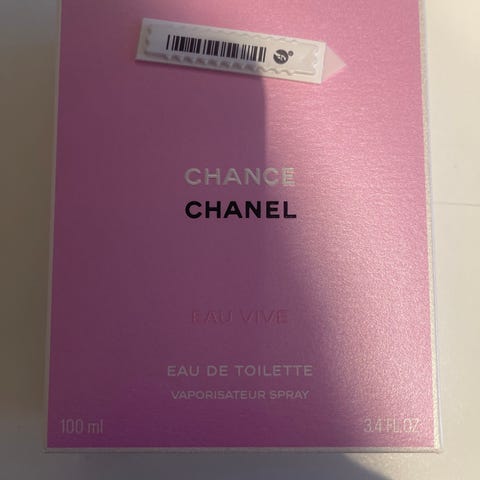 CHANCE
CHANEL
EAU VIVE
EAU DE TOILETTE
VAPORISATEUR SPRAY
100 ml
3.4 FL.OZ